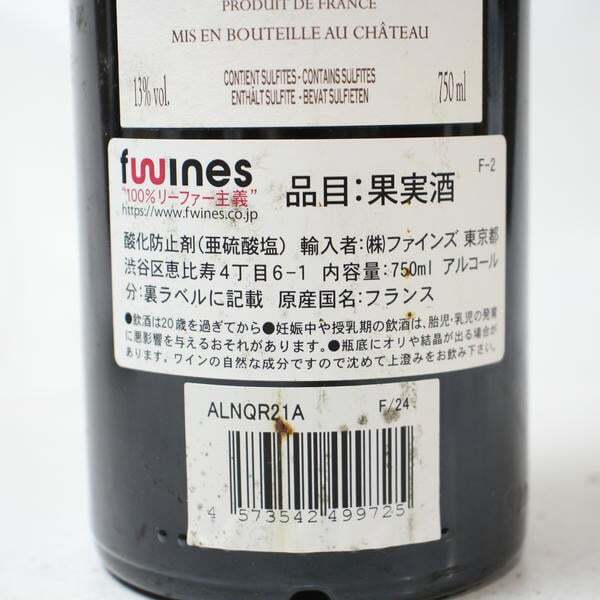 PRODUIT DE FRANCE
MIS EN BOUTEILLE AU CHÂTEAU
13% vol.
CONTIENT SULFITES - CONTAINS SULFITES
ENTHÄLT SULFITE - BEVAT SULFIETEN
750 ml
fwines
"100%リーファー主義"
https://www.fwines.co.jp
品目:果実酒
F-2
酸化防止剤(亜硫酸塩) 輸入者:㈱ファインズ 東京都
渋谷区恵比寿4丁目6-1 内容量:750ml アルコール
分:裏ラベルに記載 原産国名:フランス
●飲酒は20歳を過ぎてから●妊娠中や授乳期の飲酒は、胎児・乳児の発育
に悪影響を与えるおそれがあります。●瓶底にオリや結晶が出る場合が
あります。ワインの自然な成分ですので沈めて上澄みをお飲み下さい。
ALNQR21A
F/24
4 573542 499725